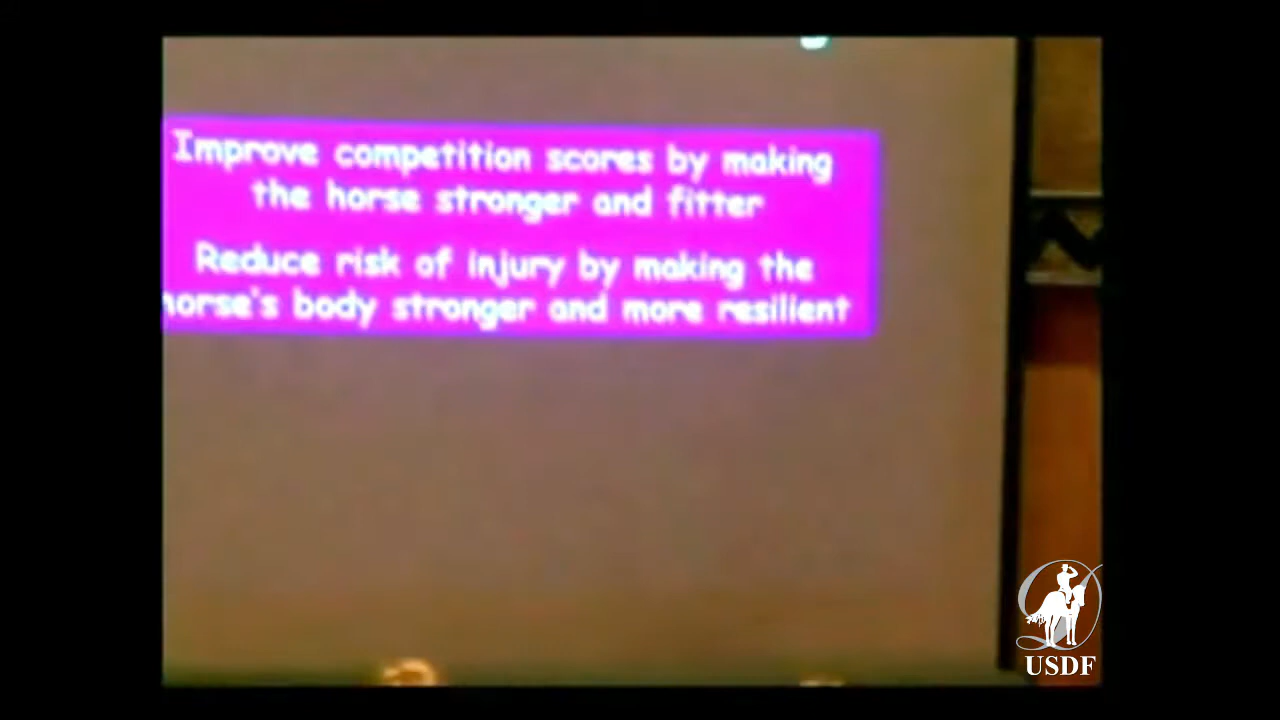 Improve competition scores by making
the horse stronger and fitter
Reduce risk of injury by making the
horse's body stronger and more resilient
USDF